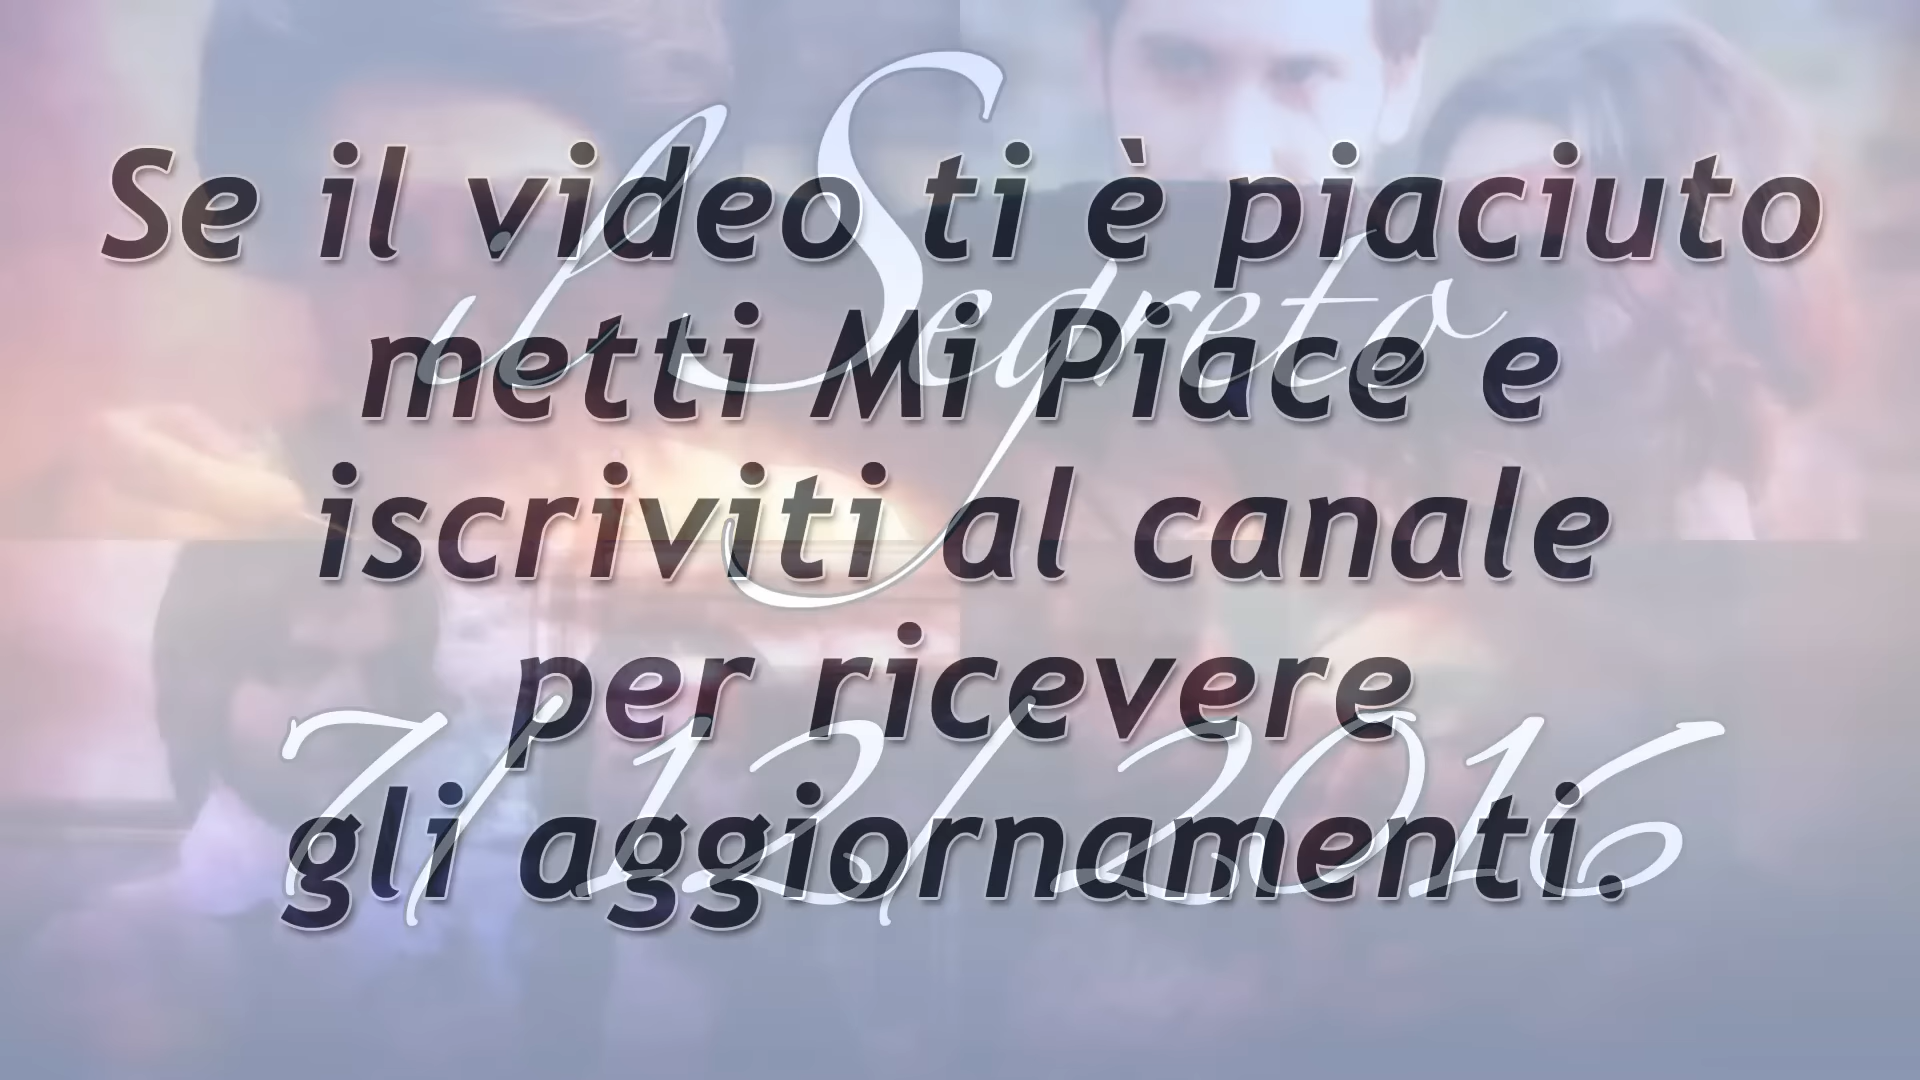 il Segreto
Se il video ti è piaciuto
metti Mi Piace e
iscriviti al canale
per ricevere
7/12/2016
gli aggiornamenti.